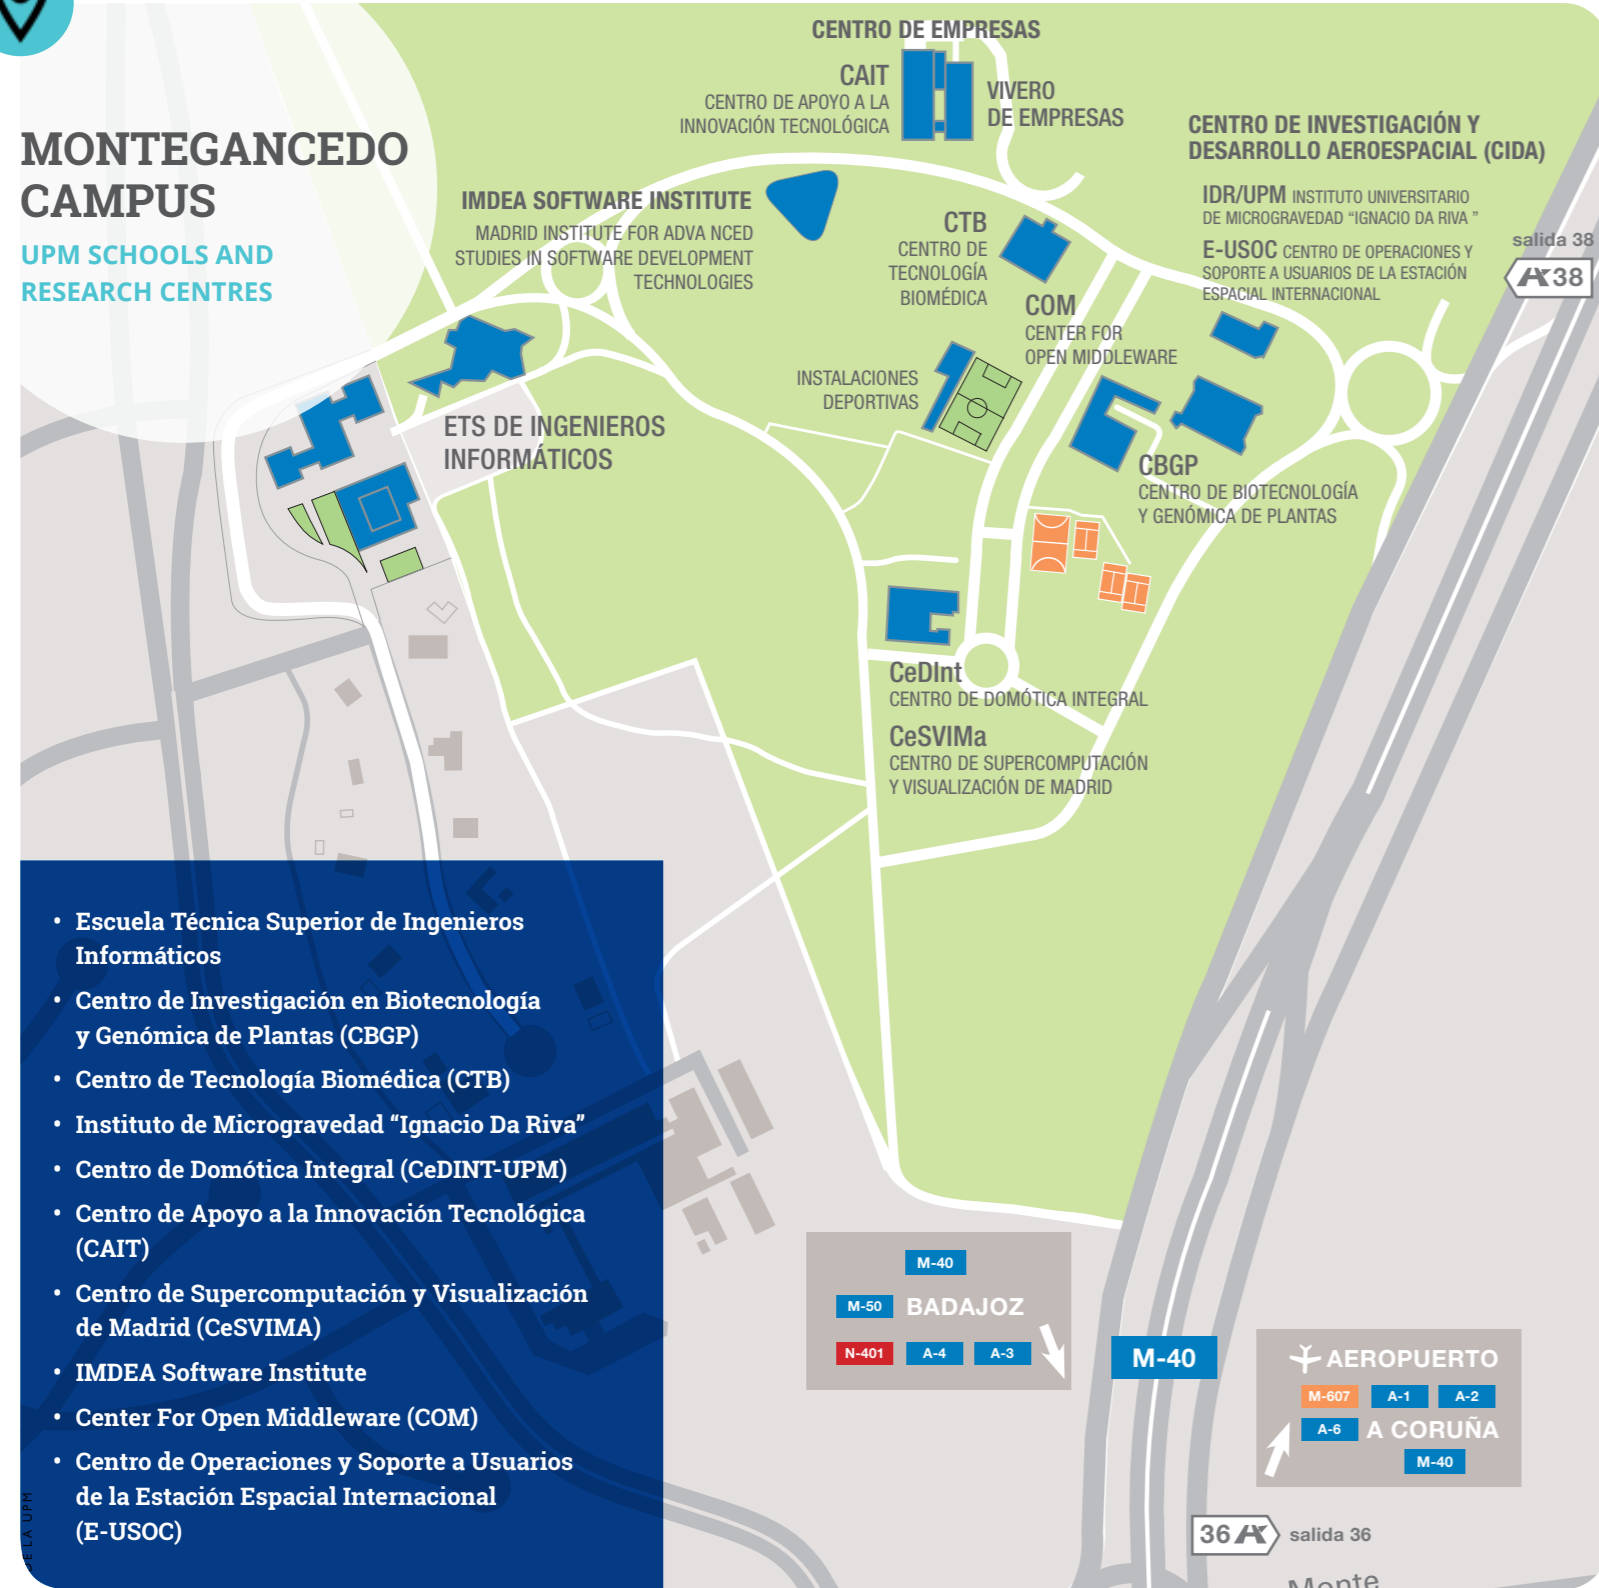 MONTEGANCEDO
CAMPUS
UPM SCHOOLS AND
RESEARCH CENTRES
CENTRO DE EMPRESAS
CAIT
CENTRO DE APOYO A LA
INNOVACIÓN TECNOLÓGICA
VIVERO
DE EMPRESAS
CENTRO DE INVESTIGACIÓN Y
DESARROLLO AEROESPACIAL (CIDA)
IDR/UPM INSTITUTO UNIVERSITARIO
DE MICROGRAVEDAD “IGNACIO DA RIVA ”
E-USOC CENTRO DE OPERACIONES Y
SOPORTE A USUARIOS DE LA ESTACIÓN
ESPACIAL INTERNACIONAL
salida 38
38
IMDEA SOFTWARE INSTITUTE
MADRID INSTITUTE FOR ADVA NCED
STUDIES IN SOFTWARE DEVELOPMENT
TECHNOLOGIES
CTB
CENTRO DE
TECNOLOGÍA
BIOMÉDICA
COM
CENTER FOR
OPEN MIDDLEWARE
INSTALACIONES
DEPORTIVAS
ETS DE INGENIEROS
INFORMÁTICOS
CBGP
CENTRO DE BIOTECNOLOGÍA
Y GENÓMICA DE PLANTAS
CeDInt
CENTRO DE DOMÓTICA INTEGRAL
CeSViMa
CENTRO DE SUPERCOMPUTACIÓN
Y VISUALIZACIÓN DE MADRID
• Escuela Técnica Superior de Ingenieros
Informáticos
• Centro de Investigación en Biotecnología
y Genómica de Plantas (CBGP)
• Centro de Tecnología Biomédica (CTB)
• Instituto de Microgravedad “Ignacio Da Riva”
• Centro de Domótica Integral (CeDINT-UPM)
• Centro de Apoyo a la Innovación Tecnológica
(CAIT)
• Centro de Supercomputación y Visualización
de Madrid (CeSVIMA)
• IMDEA Software Institute
• Center For Open Middleware (COM)
• Centro de Operaciones y Soporte a Usuarios
de la Estación Espacial Internacional
(E-USOC)
DE LA UPM
M-40
M-50 BADAJOZ
N-401 A-4 A-3
M-40
AEROPUERTO
M-607 A-1 A-2
A-6 A CORUÑA
M-40
36 salida 36
Monte